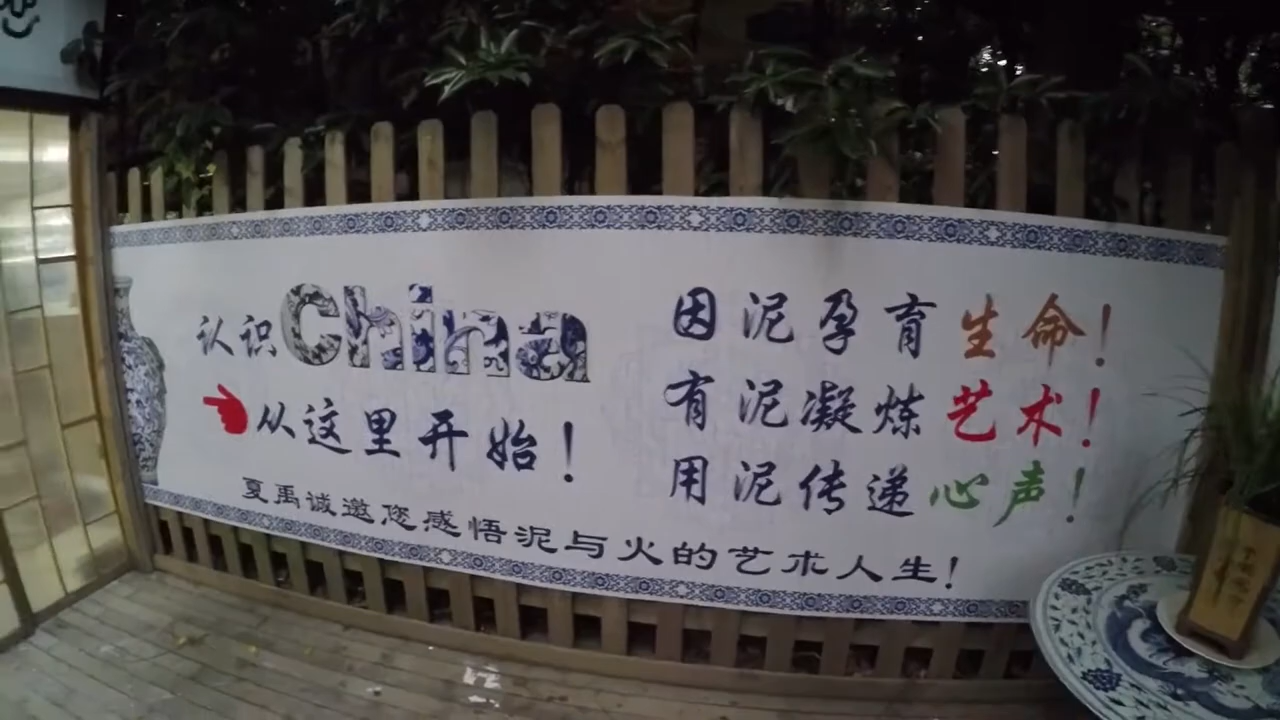 认识China
从这里开始！
因泥孕育生命！
有泥凝炼艺术！
用泥传递心声！
夏禹诚邀您感悟泥与火的艺术人生！